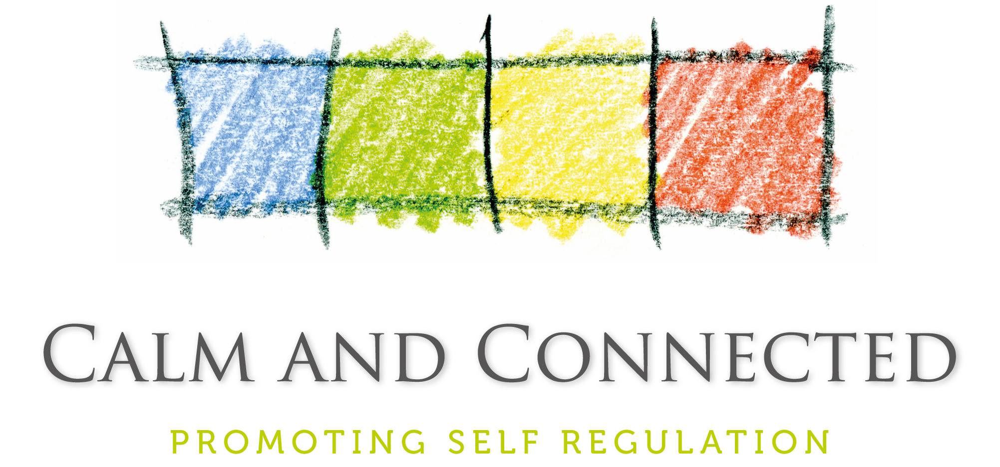 CALM AND CONNECTED
PROMOTING SELF REGULATION